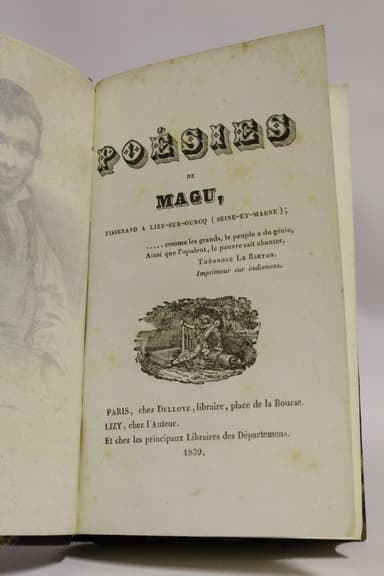 POÉSIES
DE
MAGU,
TISSERAND A LIZY-SUR-OURCQ (SEINE-ET-MARNE);
..... comme les grands, le peuple a du génie,
Ainsi que l'opulent, le pauvre sait chanter.
Théodore Le Breton.
Imprimeur sur indiennes.
PARIS, chez Delloye, libraire, place de la Bourse.
LIZY, chez l'Auteur.
Et chez les principaux Libraires des Départemens.
1839.